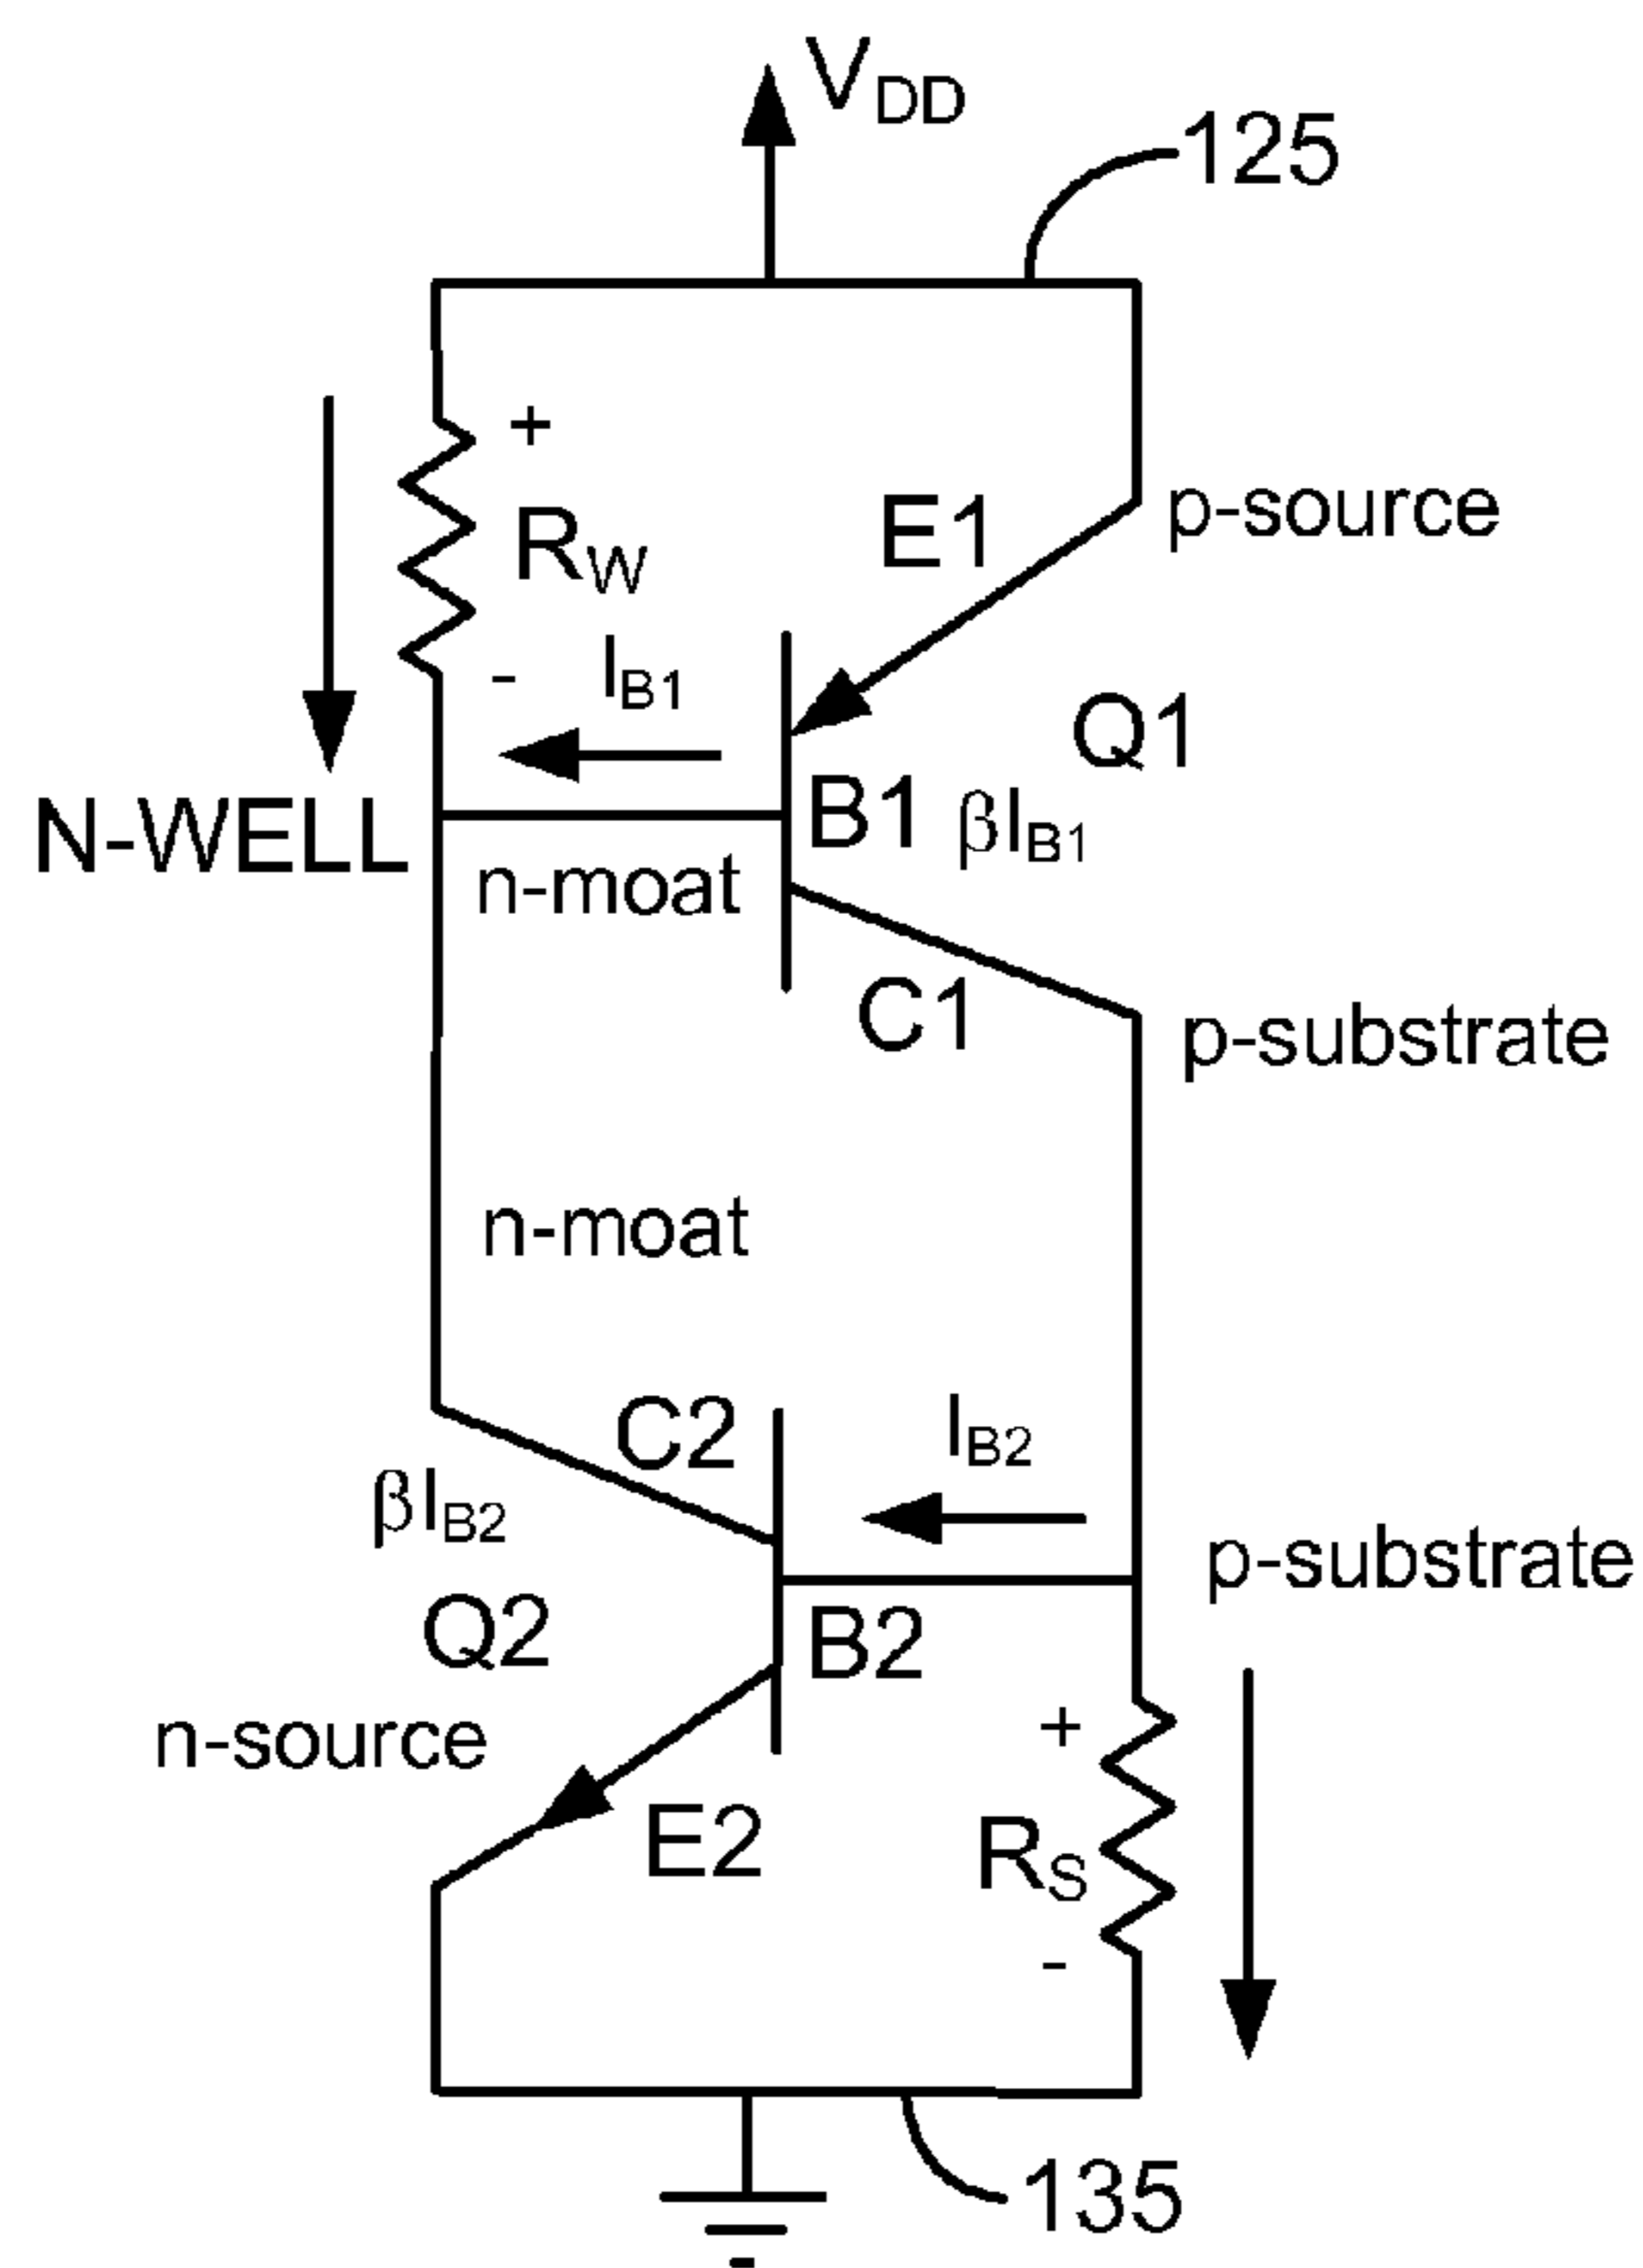 V_DD
125
+
R_W
-
E1
p-source
I_B1
Q1
N-WELL
B1
βI_B1
n-moat
C1
p-substrate
n-moat
C2
I_B2
βI_B2
p-substrate
Q2
B2
n-source
+
E2
R_S
-
135